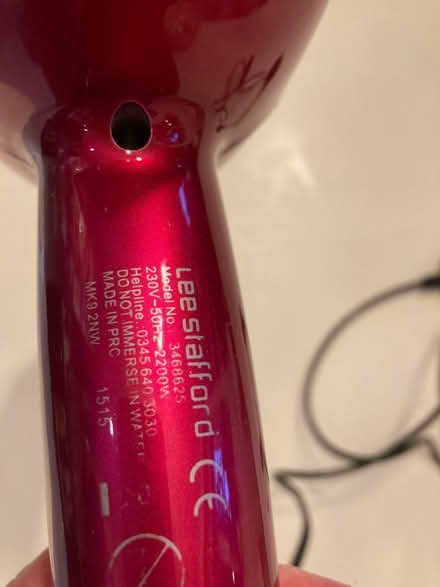 Lee stafford CE
Model No. 3468625
230V~50Hz 2200W
Helpline: 0345 640 3030
DO NOT IMMERSE IN WATER
MADE IN PRC 1515
MK9 2NW